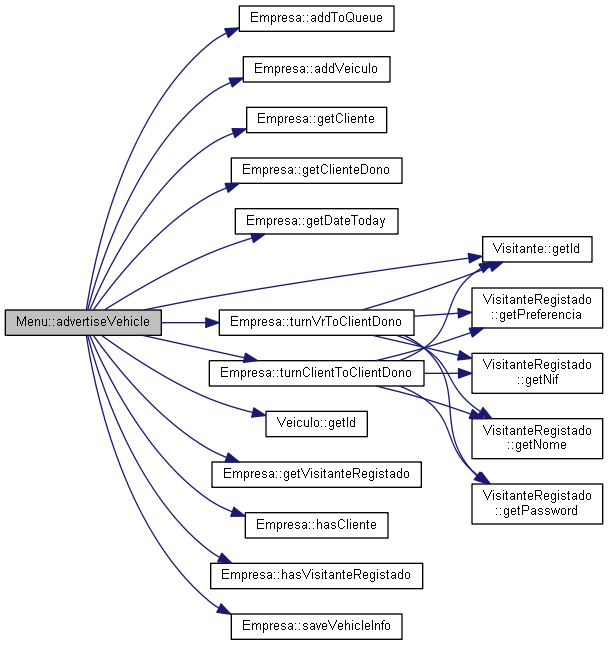 Empresa::addToQueue
Empresa::addVeiculo
Empresa::getCliente
Empresa::getClienteDono
Empresa::getDateToday
Visitante::getId
Menu::advertiseVehicle
Empresa::turnVrToClientDono
VisitanteRegistado
::getPreferencia
Empresa::turnClientToClientDono
VisitanteRegistado
::getNif
Veiculo::getId
VisitanteRegistado
::getNome
Empresa::getVisitanteRegistado
VisitanteRegistado
::getPassword
Empresa::hasCliente
Empresa::hasVisitanteRegistado
Empresa::saveVehicleInfo